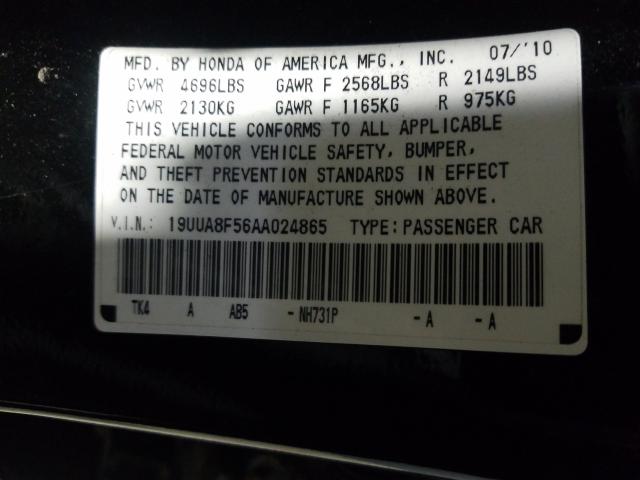 MFD. BY HONDA OF AMERICA MFG., INC. 07/'10
GVWR 4696LBS GAWR F 2568LBS R 2149LBS
GVWR 2130KG GAWR F 1165KG R 975KG
THIS VEHICLE CONFORMS TO ALL APPLICABLE
FEDERAL MOTOR VEHICLE SAFETY, BUMPER,
AND THEFT PREVENTION STANDARDS IN EFFECT
ON THE DATE OF MANUFACTURE SHOWN ABOVE.
V.I.N.: 19UUA8F56AA024865 TYPE: PASSENGER CAR
TK4 A AB5 -NH731P -A -A